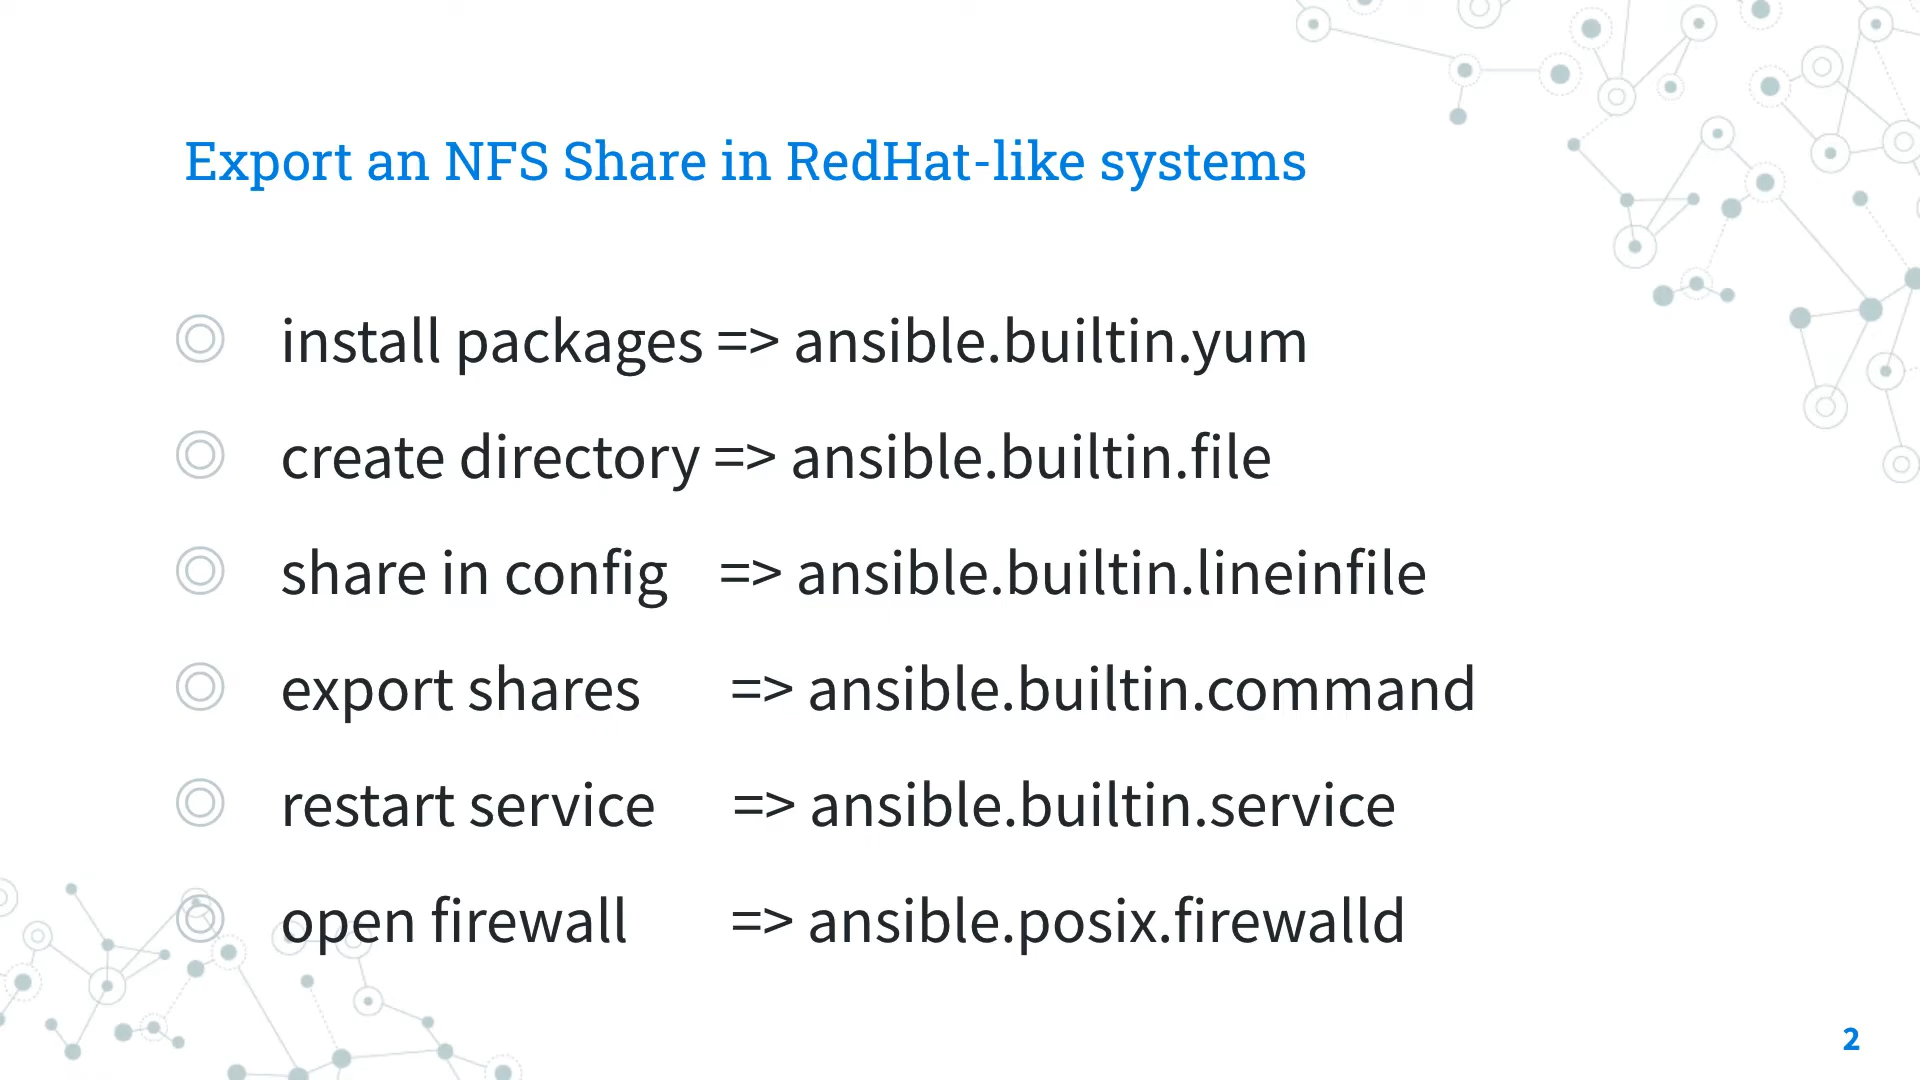 Export an NFS Share in RedHat-like systems
install packages => ansible.builtin.yum
create directory => ansible.builtin.file
share in config => ansible.builtin.lineinfile
export shares => ansible.builtin.command
restart service => ansible.builtin.service
open firewall => ansible.posix.firewalld
2